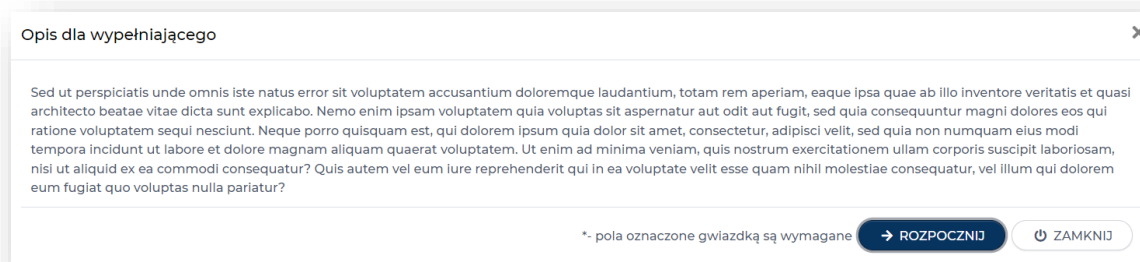 Opis dla wypełniającego
Sed ut perspiciatis unde omnis iste natus error sit voluptatem accusantium doloremque laudantium, totam rem aperiam, eaque ipsa quae ab illo inventore veritatis et quasi
architecto beatae vitae dicta sunt explicabo. Nemo enim ipsam voluptatem quia voluptas sit aspernatur aut odit aut fugit, sed quia consequuntur magni dolores eos qui
ratione voluptatem sequi nesciunt. Neque porro quisquam est, qui dolorem ipsum quia dolor sit amet, consectetur, adipisci velit, sed quia non numquam eius modi
tempora incidunt ut labore et dolore magnam aliquam quaerat voluptatem. Ut enim ad minima veniam, quis nostrum exercitationem ullam corporis suscipit laboriosam,
nisi ut aliquid ex ea commodi consequatur? Quis autem vel eum iure reprehenderit qui in ea voluptate velit esse quam nihil molestiae consequatur, vel illum qui dolorem
eum fugiat quo voluptas nulla pariatur?
*- pola oznaczone gwiazdką są wymagane ROZPOCZNIJ ZAMKNIJ